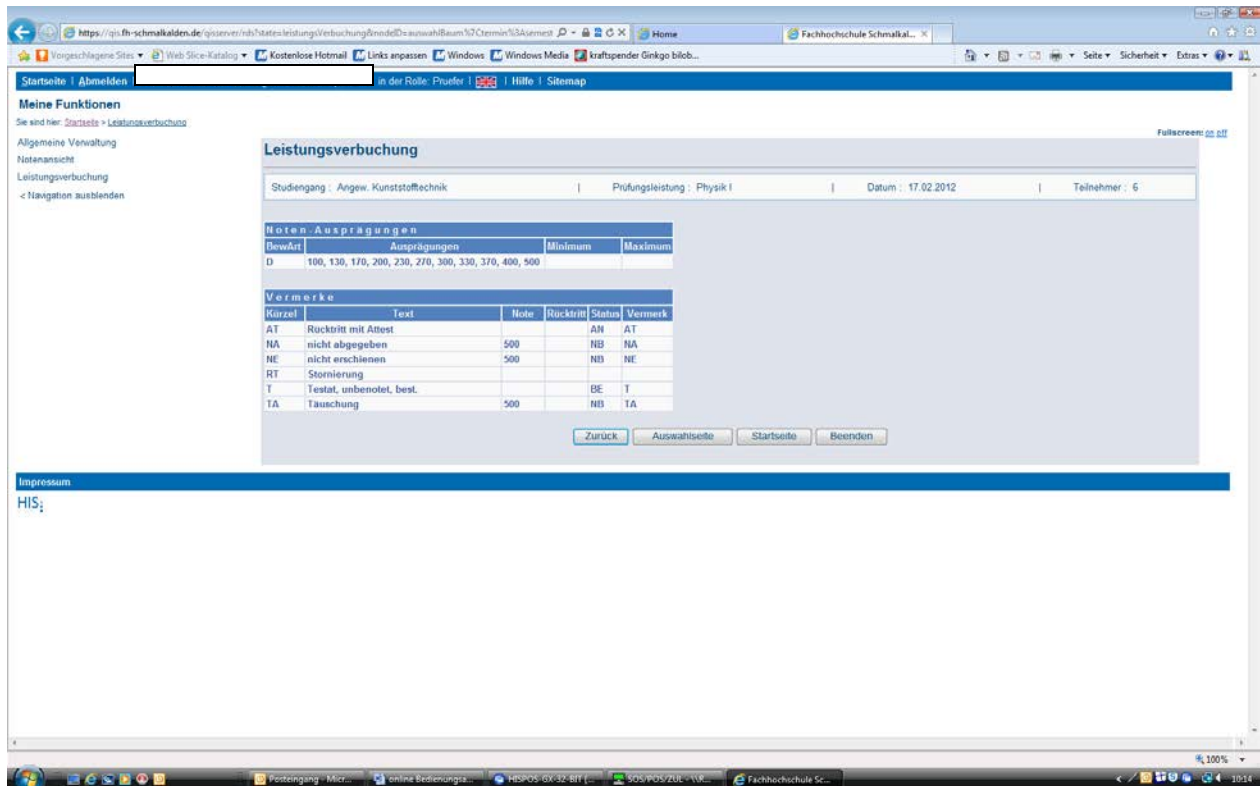 https://qis.fh-schmalkalden.de/qisserver/rds?state=leistungsVerbuchung&nodeID=auswahlBaum%7Ctermin%3Asemest
Home
Fachhochschule Schmalkal...
Vorgeschlagene Sites
Web Slice-Katalog
Kostenlose Hotmail
Links anpassen
Windows
Windows Media
kraftspender Ginkgo bilob...
Seite
Sicherheit
Extras
Startseite | Abmelden
in der Rolle: Pruefer | | Hilfe | Sitemap
Meine Funktionen
Sie sind hier: Startseite > Leistungsverbuchung
Fullscreen: on off
Allgemeine Verwaltung
Notenansicht
Leistungsverbuchung
< Navigation ausblenden
Leistungsverbuchung
Studiengang : Angew. Kunststofftechnik | Prüfungsleistung : Physik I | Datum : 17.02.2012 | Teilnehmer : 6
Noten-Ausprägungen
BewArt Ausprägungen Minimum Maximum
D 100, 130, 170, 200, 230, 270, 300, 330, 370, 400, 500
Vermerke
Kürzel Text Note Rücktritt Status Vermerk
AT Rücktritt mit Attest AN AT
NA nicht abgegeben 500 NB NA
NE nicht erschienen 500 NB NE
RT Stornierung
T Testat, unbenotet, best. BE T
TA Täuschung 500 NB TA
Zurück Auswahlseite Startseite Beenden
Impressum
HIS
100%
Posteingang - Micr...
online Bedienungsa...
HISPOS-GX-32-BIT (...
SOS/POS/ZUL - \\R...
Fachhochschule Sc...
10:14